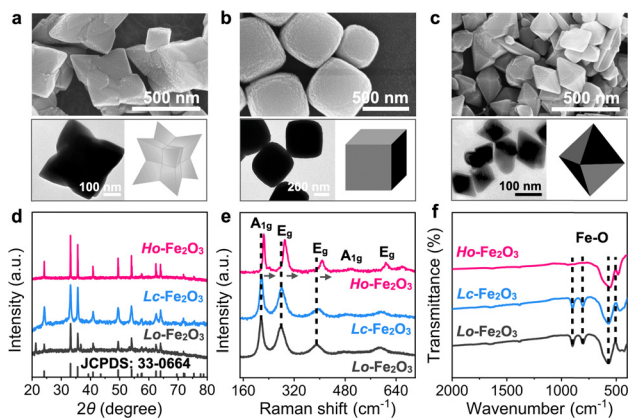 a
500 nm
100 nm
b
500 nm
200 nm
c
500 nm
100 nm
d
Intensity (a.u.)
Ho-Fe₂O₃
Lc-Fe₂O₃
Lo-Fe₂O₃
JCPDS: 33-0664
20 30 40 50 60 70 80
2θ (degree)
e
Intensity (a.u.)
A1g Eg Eg A1g Eg
Ho-Fe₂O₃
Lc-Fe₂O₃
Lo-Fe₂O₃
160 320 480 640
Raman shift (cm⁻¹)
f
Transmittance (%)
Fe-O
Ho-Fe₂O₃
Lc-Fe₂O₃
Lo-Fe₂O₃
2000 1500 1000 500
Wavenumber (cm⁻¹)